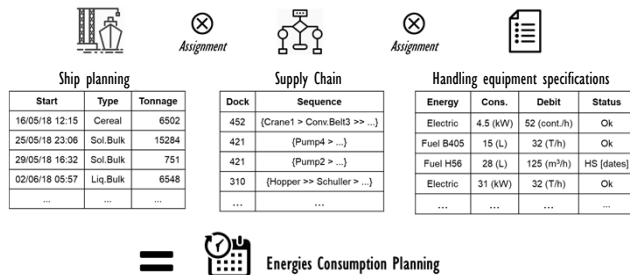 Assignment
Assignment
Ship planning
Start Type Tonnage
16/05/18 12:15 Cereal 6502
25/05/18 23:06 Sol.Bulk 15284
29/05/18 16:32 Sol.Bulk 751
02/06/18 05:57 Liq.Bulk 6548
... ... ...
Supply Chain
Dock Sequence
452 {Crane1 > Conv.Belt3 >> ...}
421 {Pump4 > ...}
421 {Pump2 > ...}
310 {Hopper >> Schuller > ...}
... ...
Handling equipment specifications
Energy Cons. Debit Status
Electric 4.5 (kW) 52 (cont./h) Ok
Fuel B405 15 (L) 32 (T/h) Ok
Fuel H56 28 (L) 125 (m³/h) HS [dates]
Electric 31 (kW) 32 (T/h) Ok
... ... ... ...
= Energies Consumption Planning